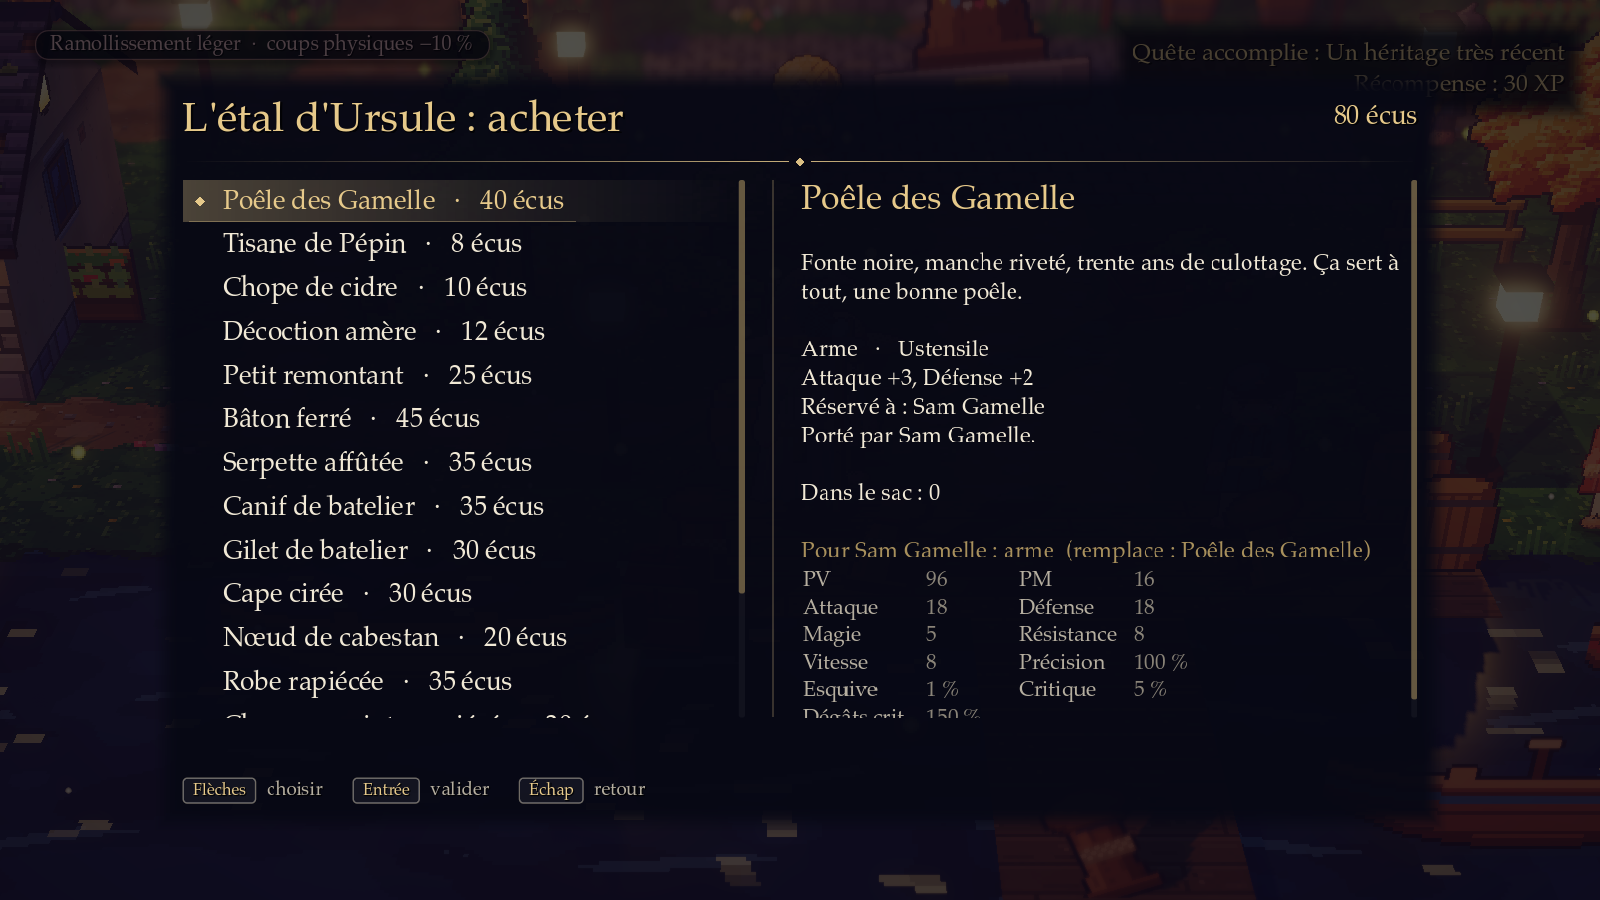 Ramollissement léger · coups physiques −10 %
Quête accomplie : Un héritage très récent
Récompense : 30 XP
L'étal d'Ursule : acheter
80 écus
Poêle des Gamelle · 40 écus
Tisane de Pépin · 8 écus
Chope de cidre · 10 écus
Décoction amère · 12 écus
Petit remontant · 25 écus
Bâton ferré · 45 écus
Serpette affûtée · 35 écus
Canif de batelier · 35 écus
Gilet de batelier · 30 écus
Cape cirée · 30 écus
Nœud de cabestan · 20 écus
Robe rapiécée · 35 écus
Poêle des Gamelle
Fonte noire, manche riveté, trente ans de culottage. Ça sert à
tout, une bonne poêle.
Arme · Ustensile
Attaque +3, Défense +2
Réservé à : Sam Gamelle
Porté par Sam Gamelle.
Dans le sac : 0
Pour Sam Gamelle : arme (remplace : Poêle des Gamelle)
PV 96 PM 16
Attaque 18 Défense 18
Magie 5 Résistance 8
Vitesse 8 Précision 100 %
Esquive 1 % Critique 5 %
Dégâts crit. 150 %
Flèches choisir Entrée valider Échap retour